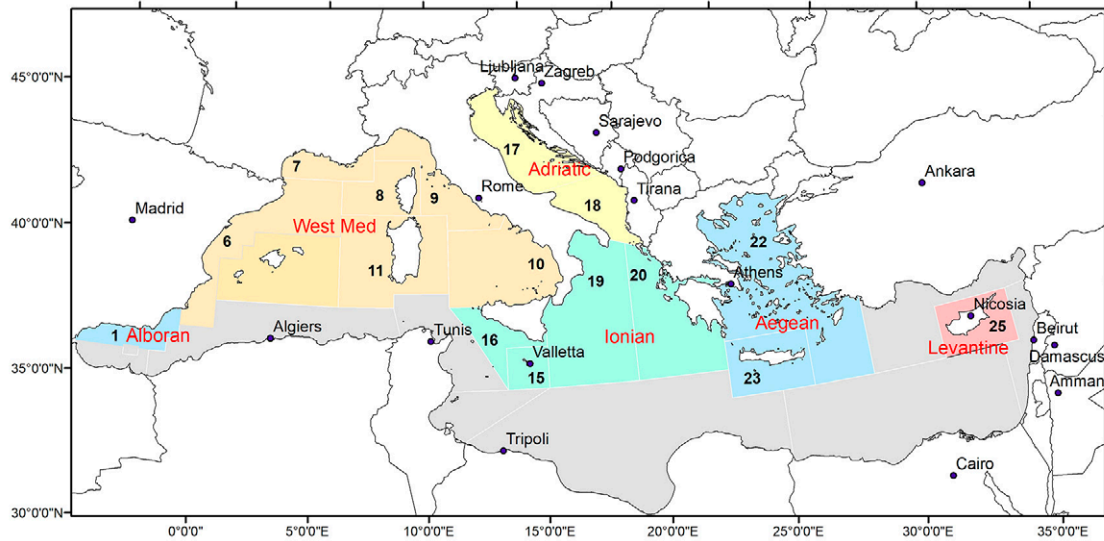 45°0'0"N
Ljubljana
Zagreb
Sarajevo
17
7
Podgorica
Adriatic
Ankara
8
9
Rome
Tirana
18
40°0'0"N
Madrid
West Med
6
22
11
10
19
20
Athens
1
Alboran
Algiers
Tunis
16
Ionian
Aegean
Nicosia
25
Beirut
Levantine
Valletta
Damascus
35°0'0"N
15
23
Amman
Tripoli
Cairo
30°0'0"N
0°0'0"
5°0'0"E
10°0'0"E
15°0'0"E
20°0'0"E
25°0'0"E
30°0'0"E
35°0'0"E